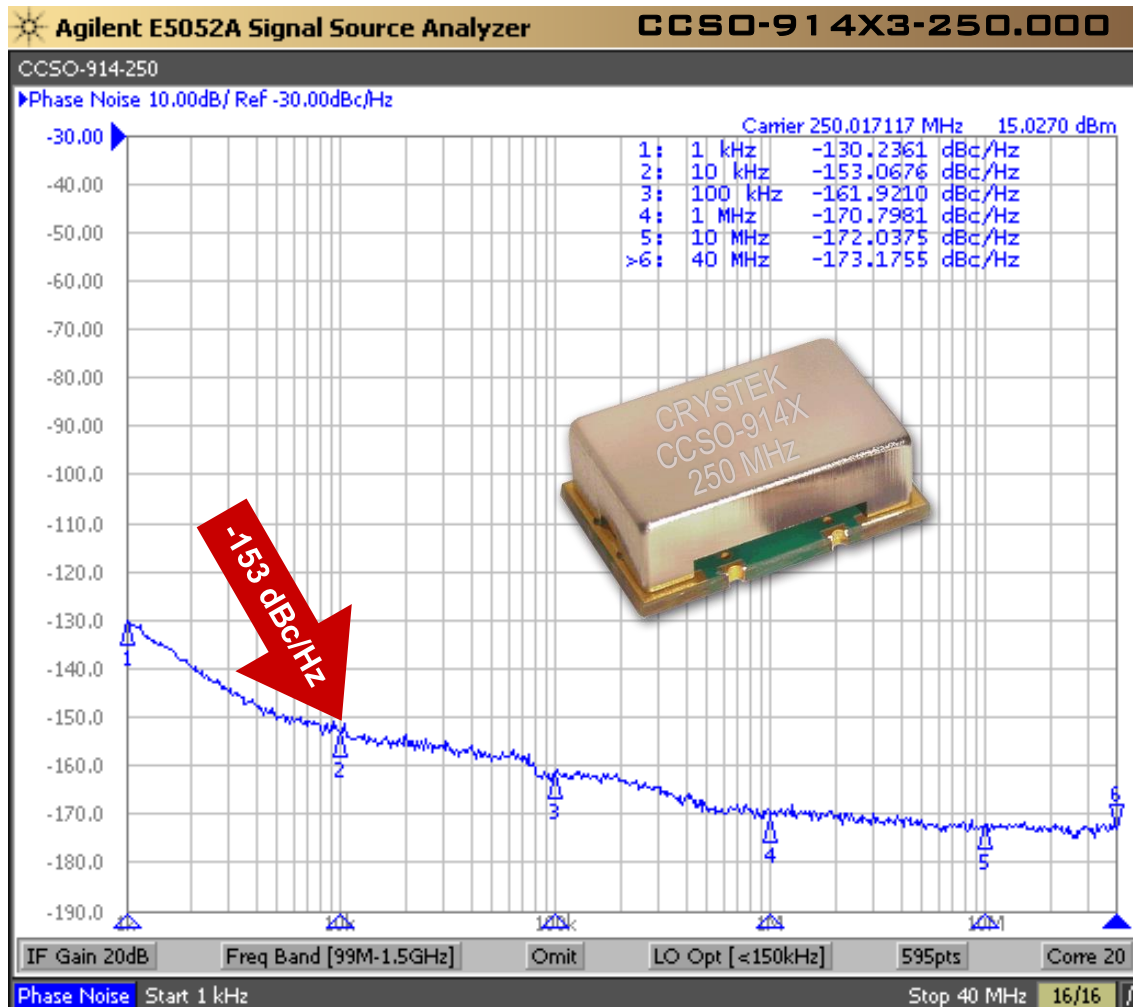 Agilent E5052A Signal Source Analyzer CCSO-914X3-250.000
CCSO-914-250
Phase Noise 10.00dB/ Ref -30.00dBc/Hz
Carrier 250.017117 MHz 15.0270 dBm
1: 1 kHz -130.2361 dBc/Hz
2: 10 kHz -153.0676 dBc/Hz
3: 100 kHz -161.9210 dBc/Hz
4: 1 MHz -170.7981 dBc/Hz
5: 10 MHz -172.0375 dBc/Hz
>6: 40 MHz -173.1755 dBc/Hz
-30.00
-40.00
-50.00
-60.00
-70.00
-80.00
-90.00
-100.0
-110.0
-120.0
-130.0
-140.0
-150.0
-160.0
-170.0
-180.0
-190.0
CRYSTEK
CCSO-914X
250 MHz
-153 dBc/Hz
1
2
3
4
5
6
10k
100k
1M
10M
IF Gain 20dB Freq Band [99M-1.5GHz] Omit LO Opt [<150kHz] 595pts Corre 20
Phase Noise Start 1 kHz Stop 40 MHz 16/16